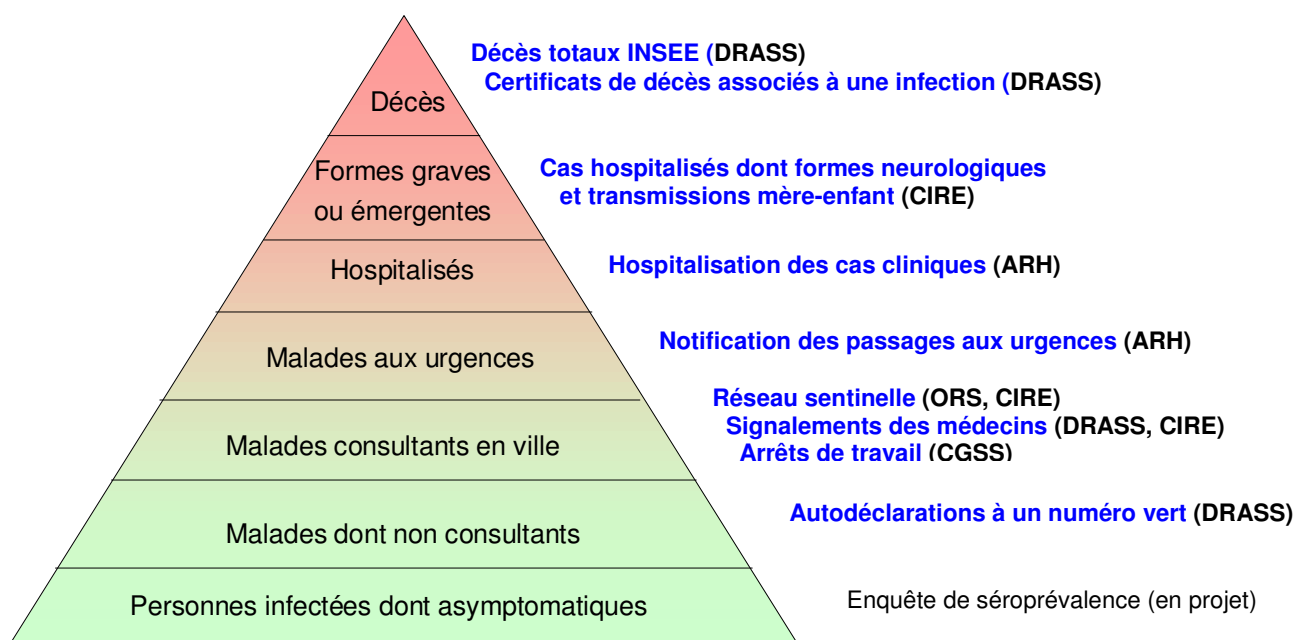 Décès totaux INSEE (DRASS)
Certificats de décès associés à une infection (DRASS)
Décès
Formes graves
ou émergentes
Cas hospitalisés dont formes neurologiques
et transmissions mère-enfant (CIRE)
Hospitalisés
Hospitalisation des cas cliniques (ARH)
Malades aux urgences
Notification des passages aux urgences (ARH)
Malades consultants en ville
Réseau sentinelle (ORS, CIRE)
Signalements des médecins (DRASS, CIRE)
Arrêts de travail (CGSS)
Malades dont non consultants
Autodéclarations à un numéro vert (DRASS)
Personnes infectées dont asymptomatiques
Enquête de séroprévalence (en projet)